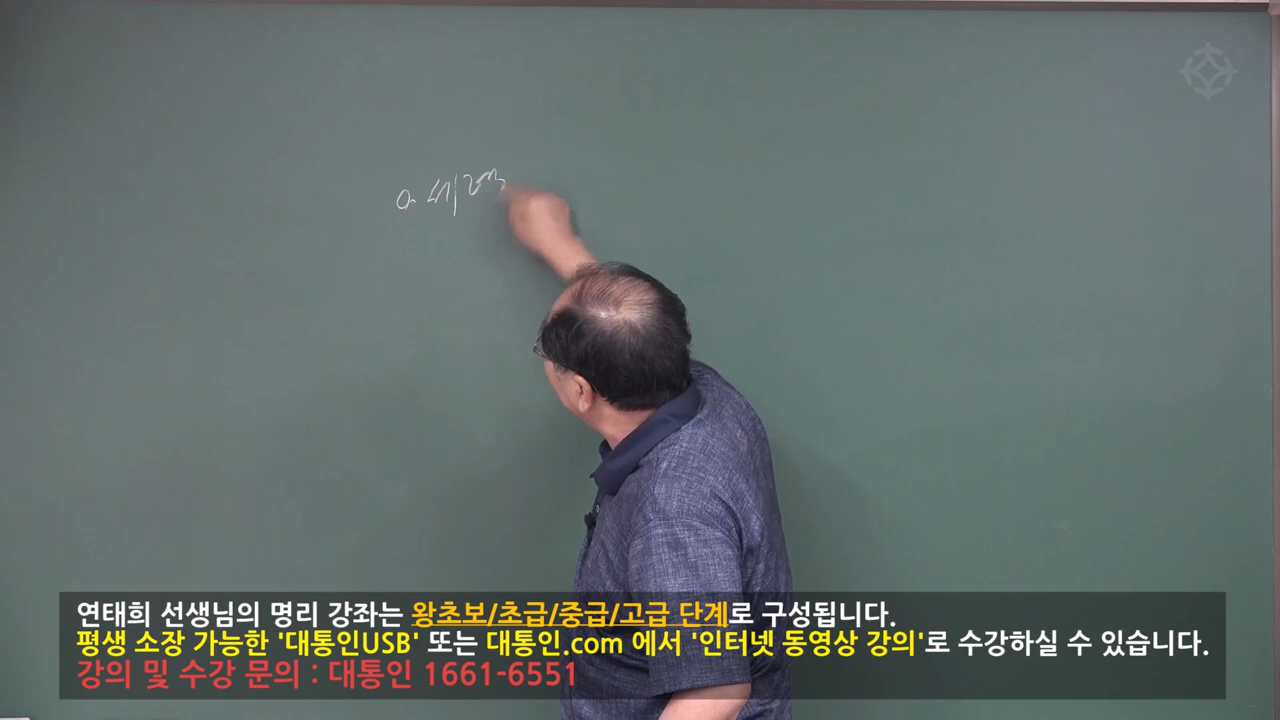 연태희 선생님의 명리 강좌는 왕초보/초급/중급/고급 단계로 구성됩니다.
평생 소장 가능한 '대통인USB' 또는 대통인.com 에서 '인터넷 동영상 강의'로 수강하실 수 있습니다.
강의 및 수강 문의 : 대통인 1661-6551